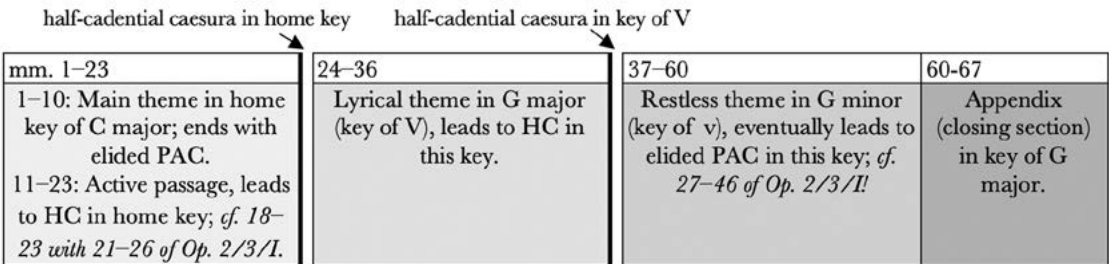 half-cadential caesura in home key
half-cadential caesura in key of V
mm. 1–23
24–36
37–60
60-67
1–10: Main theme in home
key of C major; ends with
elided PAC.
11–23: Active passage, leads
to HC in home key; cf. 18–
23 with 21–26 of Op. 2/3/I.
Lyrical theme in G major
(key of V), leads to HC in
this key.
Restless theme in G minor
(key of v), eventually leads to
elided PAC in this key; cf.
27–46 of Op. 2/3/I!
Appendix
(closing section)
in key of G
major.